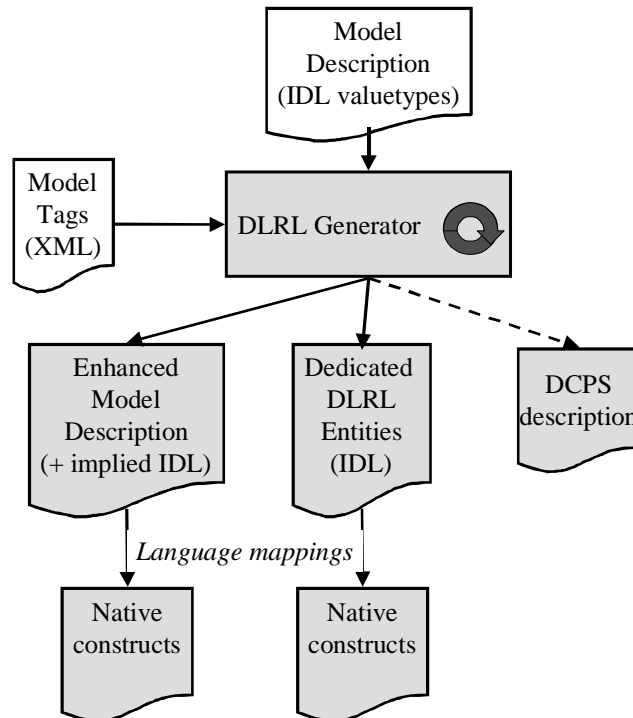 Model
Description
(IDL valuetypes)
Model
Tags
(XML)
DLRL Generator
Enhanced
Model
Description
(+ implied IDL)
Dedicated
DLRL
Entities
(IDL)
DCPS
description
Language mappings
Native
constructs
Native
constructs